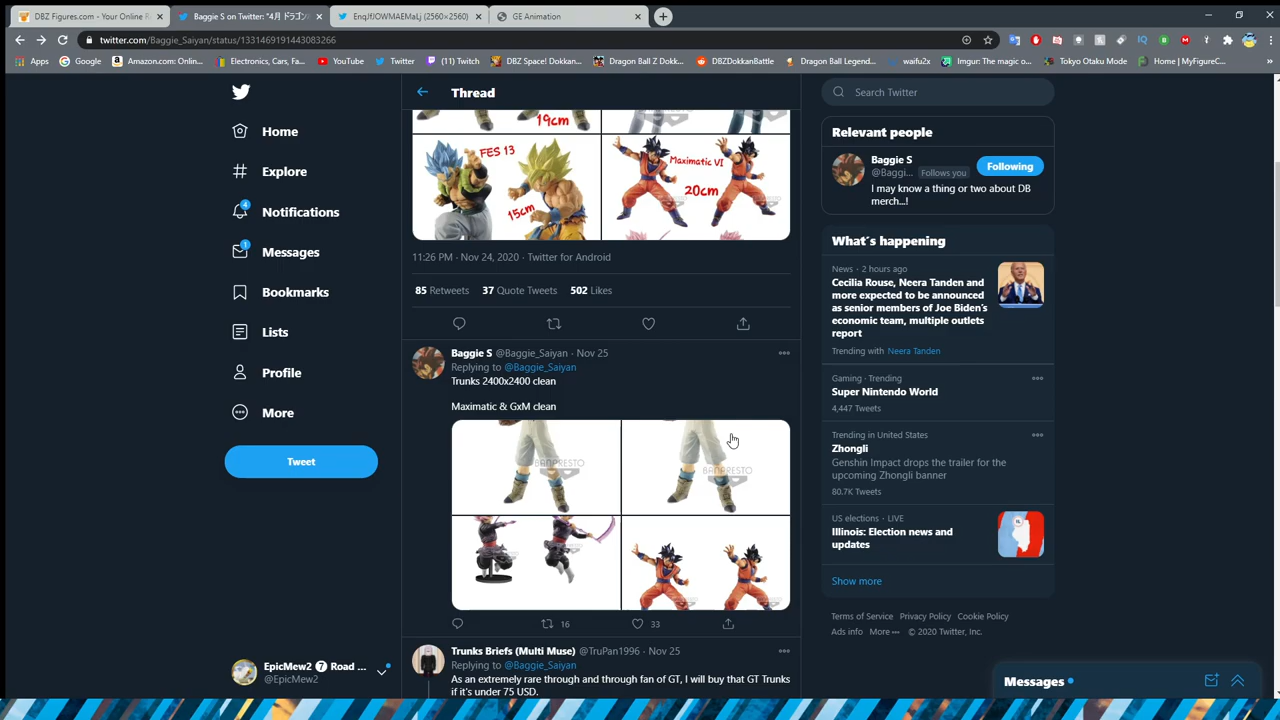 DBZ Figures.com - Your Online R
Baggie S on Twitter: "4月 ドラゴン
EnqJfJOWMAEMaLj (2560×2560)
GE Animation
twitter.com/Baggie_Saiyan/status/1331469191443083266
Apps
Google
Amazon.com: Onlin...
Electronics, Cars, Fa...
YouTube
Twitter
(11) Twitch
DBZ Space! Dokkan...
Dragon Ball Z Dokk...
DBZDokkanBattle
Dragon Ball Legend...
waifu2x
Imgur: The magic o...
Tokyo Otaku Mode
Home | MyFigureC...
Home
Explore
4
Notifications
1
Messages
Bookmarks
Lists
Profile
More
Tweet
EpicMew2 7 Road ...
@EpicMew2
Thread
19cm
FES 13
15cm
Maximatic VI
20cm
11:26 PM · Nov 24, 2020 · Twitter for Android
85 Retweets 37 Quote Tweets 502 Likes
Baggie S @Baggie_Saiyan · Nov 25
Replying to @Baggie_Saiyan
Trunks 2400x2400 clean
Maximatic & GxM clean
BANPRESTO
BANPRESTO
16
33
Trunks Briefs (Multi Muse) @TruPan1996 · Nov 25
Replying to @Baggie_Saiyan
As an extremely rare through and through fan of GT, I will buy that GT Trunks
if it's under 75 USD.
Search Twitter
Relevant people
Baggie S
@Baggi... Follows you
Following
I may know a thing or two about DB
merch...!
What's happening
News · 2 hours ago
Cecilia Rouse, Neera Tanden and
more expected to be announced
as senior members of Joe Biden's
economic team, multiple outlets
report
Trending with Neera Tanden
Gaming · Trending
Super Nintendo World
4,447 Tweets
Trending in United States
Zhongli
Genshin Impact drops the trailer for the
upcoming Zhongli banner
80.7K Tweets
US elections · LIVE
Illinois: Election news and
updates
Show more
Terms of Service Privacy Policy Cookie Policy
Ads info More ··· © 2020 Twitter, Inc.
Messages